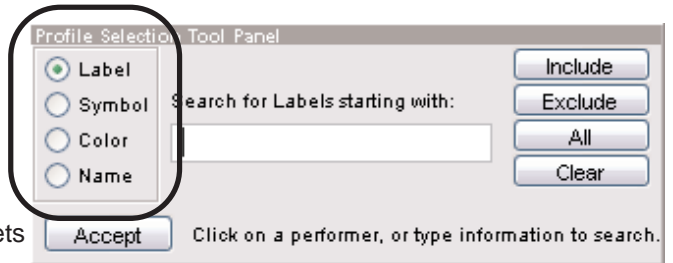 Profile Selection Tool Panel
Label
Symbol
Color
Name
Search for Labels starting with:
Include
Exclude
All
Clear
ets
Accept
Click on a performer, or type information to search.